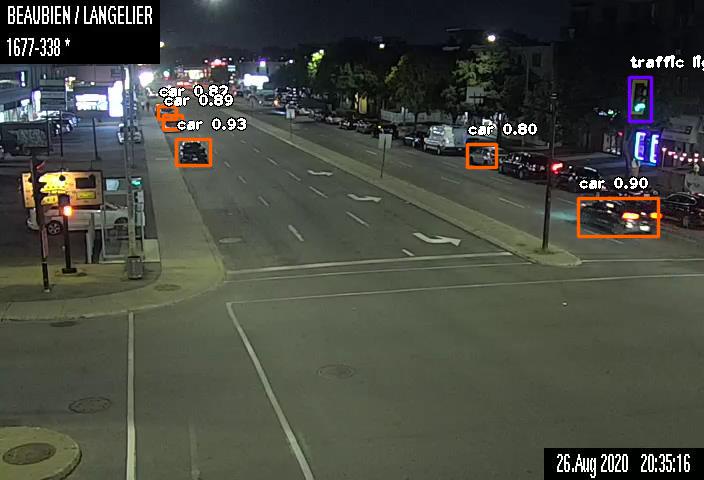 BEAUBIEN / LANGELIER
1677-338 *
car 0.82
car 0.89
car 0.93
car 0.80
traffic lig
car 0.90
26.Aug 2020 20:35:16